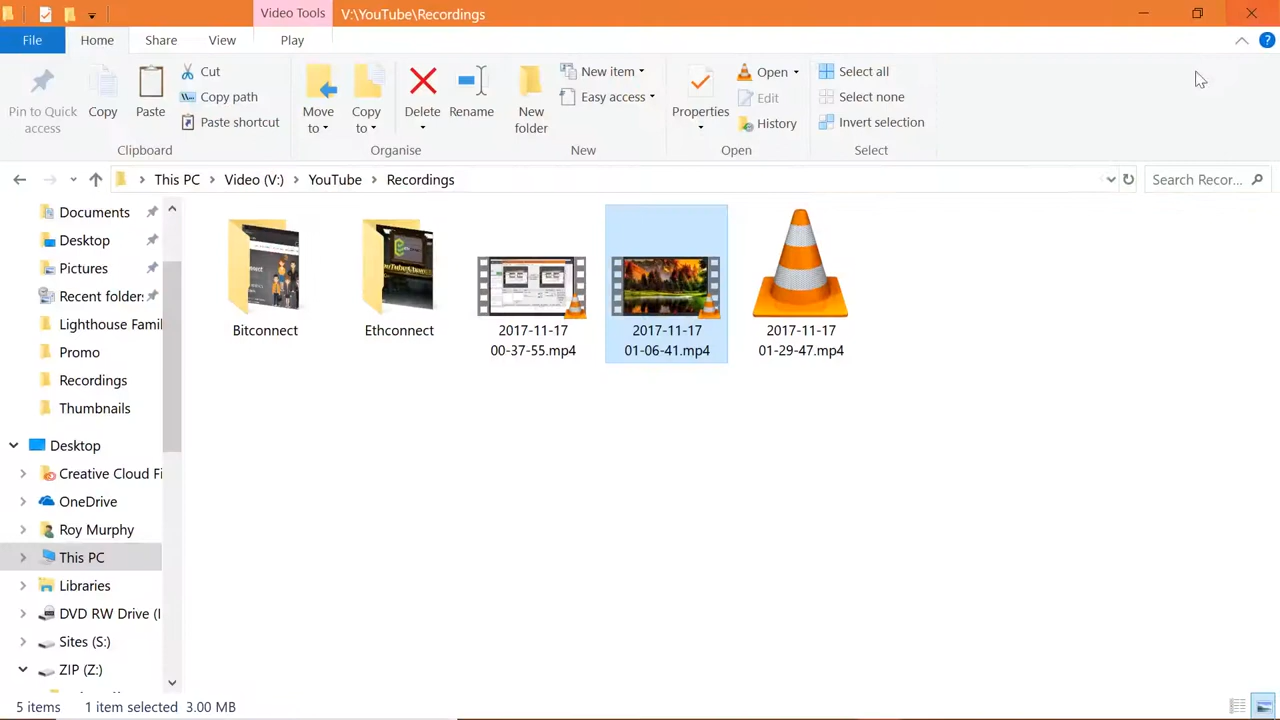 Video Tools
V:\YouTube\Recordings
File
Home
Share
View
Play
Pin to Quick
access
Copy
Paste
Cut
Copy path
Paste shortcut
Clipboard
Move
to
Copy
to
Delete
Rename
Organise
New
folder
New item
Easy access
New
Properties
Open
Edit
History
Open
Select all
Select none
Invert selection
Select
This PC
Video (V:)
YouTube
Recordings
Search Recor...
Documents
Desktop
Pictures
Recent folder:
Lighthouse Famil
Promo
Recordings
Thumbnails
Desktop
Creative Cloud Fi
OneDrive
Roy Murphy
This PC
Libraries
DVD RW Drive (I
Sites (S:)
ZIP (Z:)
Bitconnect
Ethconnect
2017-11-17
00-37-55.mp4
2017-11-17
01-06-41.mp4
2017-11-17
01-29-47.mp4
5 items
1 item selected 3.00 MB